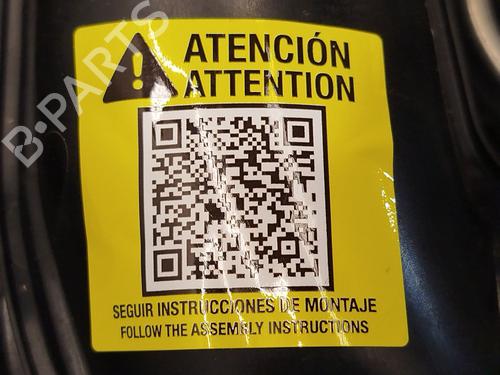 ATENCIÓN
ATTENTION
B-PARTS
SEGUIR INSTRUCCIONES DE MONTAJE
FOLLOW THE ASSEMBLY INSTRUCTIONS